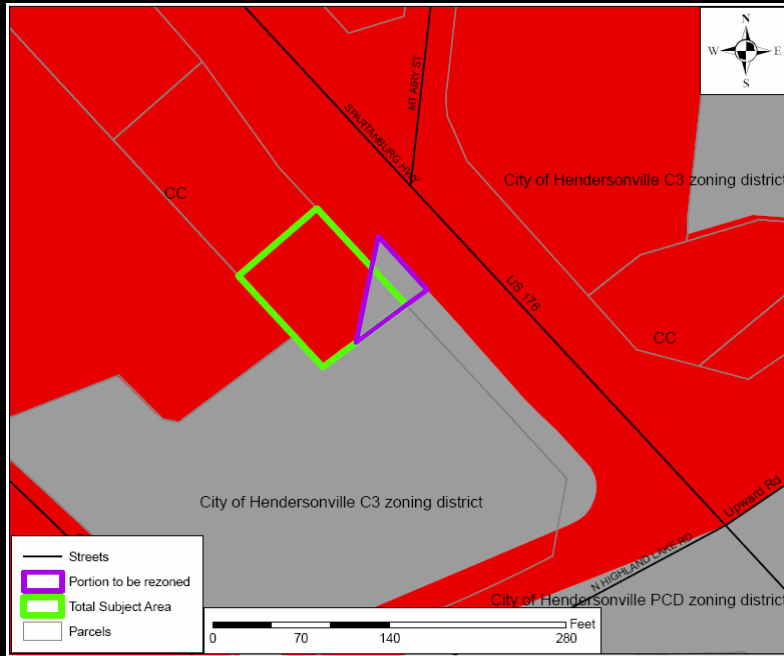 N
W E
S
MT AIRY ST
SPARTANBURG HWY
City of Hendersonville C3 zoning district
CC
US 176
CC
City of Hendersonville C3 zoning district
Upward Rd
N HIGHLAND LAKE RD
City of Hendersonville PCD zoning district
Streets
Portion to be rezoned
Total Subject Area
Parcels
Feet
0 70 140 280